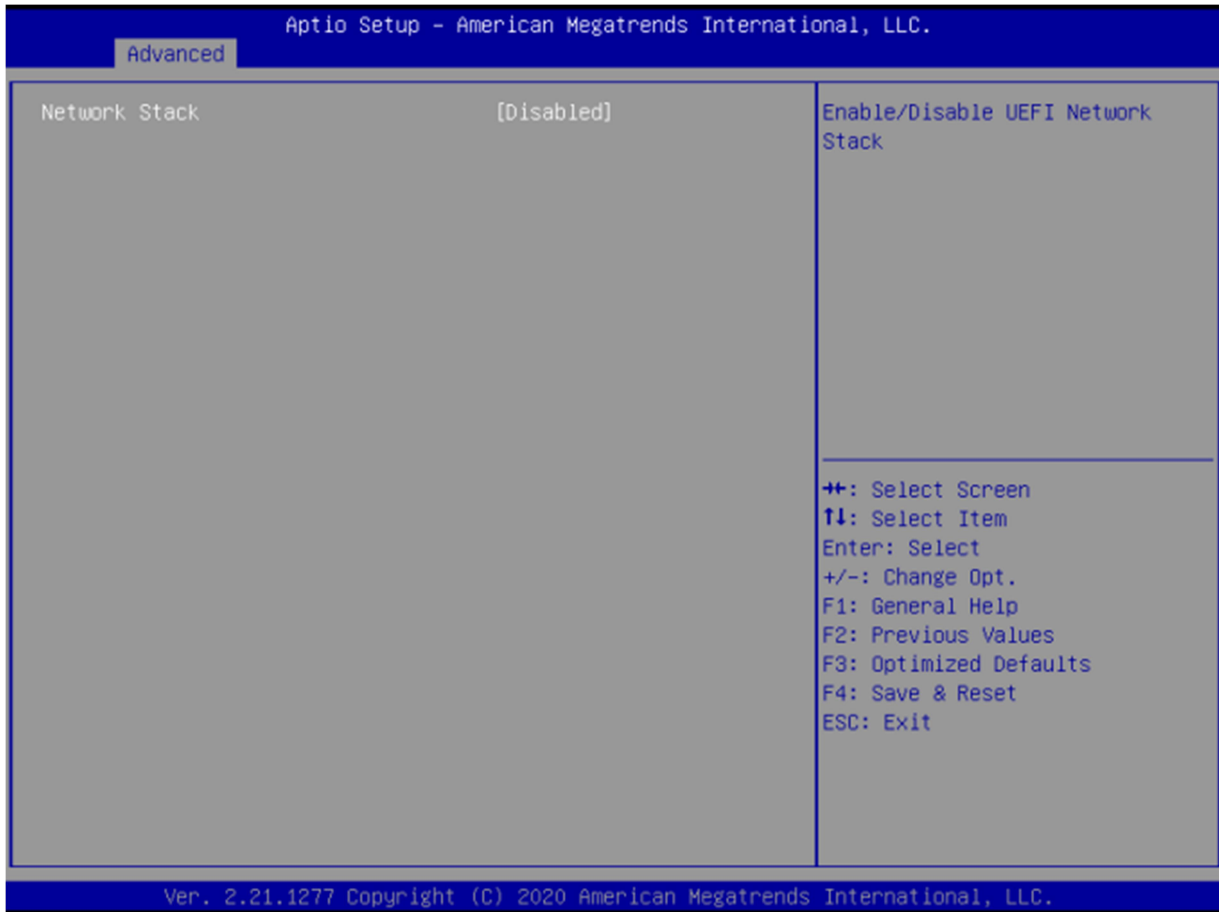 Aptio Setup – American Megatrends International, LLC.
Advanced
Network Stack [Disabled]
Enable/Disable UEFI Network
Stack
→←: Select Screen
↑↓: Select Item
Enter: Select
+/-: Change Opt.
F1: General Help
F2: Previous Values
F3: Optimized Defaults
F4: Save & Reset
ESC: Exit
Ver. 2.21.1277 Copyright (C) 2020 American Megatrends International, LLC.